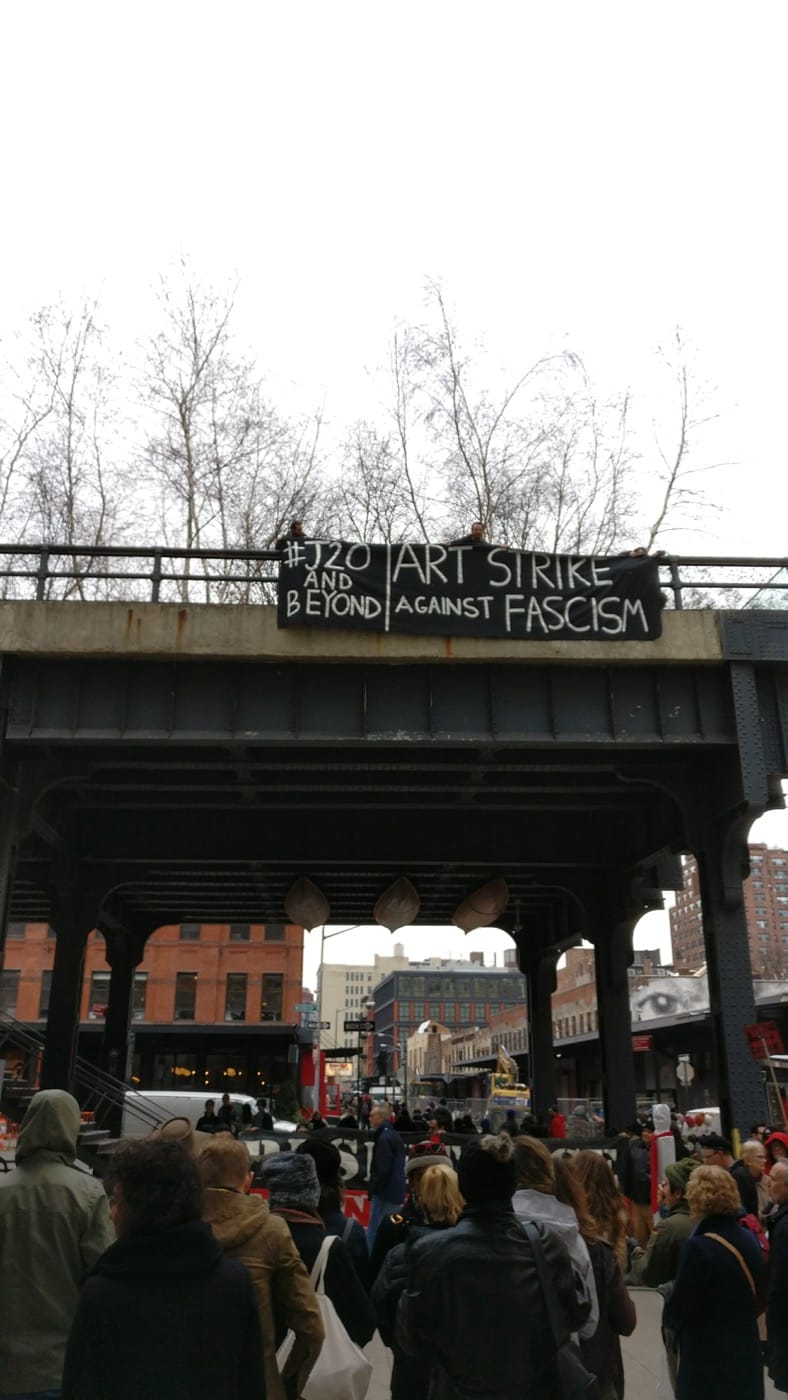 #J20
AND
BEYOND
ART STRIKE
AGAINST FASCISM